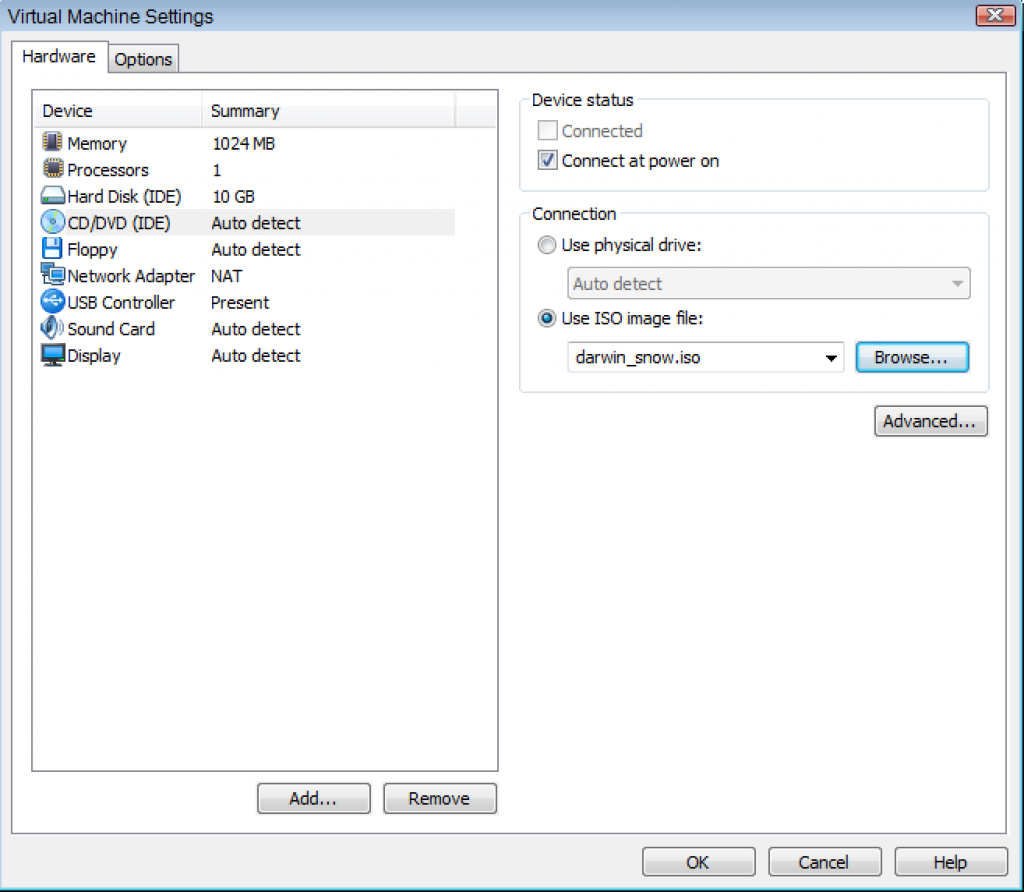 Virtual Machine Settings
Hardware
Options
Device Summary
Memory 1024 MB
Processors 1
Hard Disk (IDE) 10 GB
CD/DVD (IDE) Auto detect
Floppy Auto detect
Network Adapter NAT
USB Controller Present
Sound Card Auto detect
Display Auto detect
Add...
Remove
Device status
Connected
Connect at power on
Connection
Use physical drive:
Auto detect
Use ISO image file:
darwin_snow.iso
Browse...
Advanced...
OK
Cancel
Help